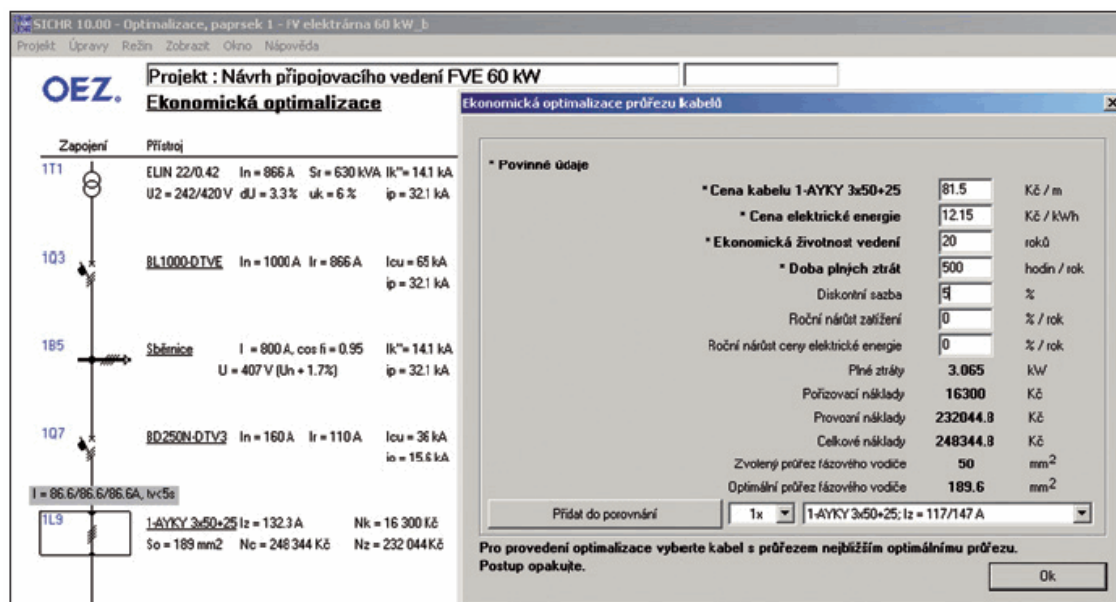 SICHR 10.00 - Optimalizace, paprsek 1 - FV elektrárna 60 kW_b
Projekt Úpravy Režin Zobrazit Okno Nápověda
OEZ.
Projekt : Návrh připojovacího vedení FVE 60 kW
Ekonomická optimalizace
Zapojení Přístroj
1T1
ELIN 22/0.42 In = 866 A Sr = 630 kVA Ik''= 14.1 kA
U2 = 242/420 V dU = 3.3 % uk = 6 % ip = 32.1 kA
1Q3
BL1000-DTVE In = 1000 A Ir = 866 A Icu = 65 kA
ip = 32.1 kA
1B5
Sběrnice I = 800 A, cos fi = 0.95 Ik''= 14.1 kA
U = 407 V (Un + 1.7%) ip = 32.1 kA
1Q7
BD250N-DTV3 In = 160 A Ir = 110 A Icu = 36 kA
ip = 15.6 kA
I = 86.6/86.6/86.6A, tv<5s
1L9
1-AYKY 3x50+25 Iz = 132.3 A Nk = 16 300 Kč
So = 189 mm2 Nc = 248 344 Kč Nz = 232 044 Kč
Ekonomická optimalizace průřezu kabelů
* Povinné údaje
* Cena kabelu 1-AYKY 3x50+25 81.5 Kč / m
* Cena elektrické energie 12.15 Kč / kWh
* Ekonomická životnost vedení 20 roků
* Doba plných ztrát 500 hodin / rok
Diskontní sazba 5 %
Roční nárůst zatížení 0 % / rok
Roční nárůst ceny elektrické energie 0 % / rok
Plné ztráty 3.065 kW
Pořizovací náklady 16300 Kč
Provozní náklady 232044.8 Kč
Celkové náklady 248344.8 Kč
Zvolený průřez fázového vodiče 50 mm2
Optimální průřez fázového vodiče 189.6 mm2
Přidat do porovnání 1x 1-AYKY 3x50+25; Iz = 117/147 A
Pro provedení optimalizace vyberte kabel s průřezem nejbližším optimálnímu průřezu.
Postup opakujte.
Ok